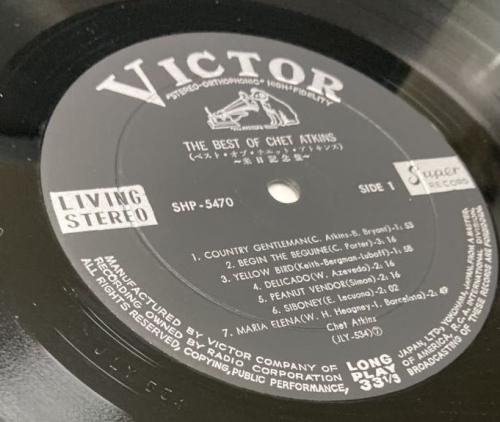 VICTOR
"STEREO-ORTHOPHONIC" HIGH FIDELITY
THE BEST OF CHET ATKINS
(ベスト・オブ・チェット・アトキンス)
~来日記念盤~
LIVING STEREO
SHP-5470
SIDE 1
Super
RECORD
1. COUNTRY GENTLEMAN(C. Atkins-B. Bryant)-1. 53
2. BEGIN THE BEGUINE(C. Porter)-3. 16
3. YELLOW BIRD(Keith-Bergman-Luboff)-1. 58
4. DELICADO(W. Azevedo)-2. 14
5. PEANUT VENDOR(Simon)-2. 16
6. SIBONEY(E. Lecuona)-2. 02
7. MARIA ELENA(W. H. Heagney-l. Barcelata)-2. 49
Chet Atkins
(JLY-534)⑦
MANUFACTURED BY VICTOR COMPANY OF JAPAN, LTD., YOKOHAMA, JAPAN, FROM A MASTER
OWNED BY RADIO CORPORATION OF AMERICA. R.C.A. INTERNATIONAL DIVISION
ALL RIGHTS RESERVED, COPYING, PUBLIC PERFORMANCE, BROADCASTING OF THIS RECORD
LONG
PLAY
33⅓